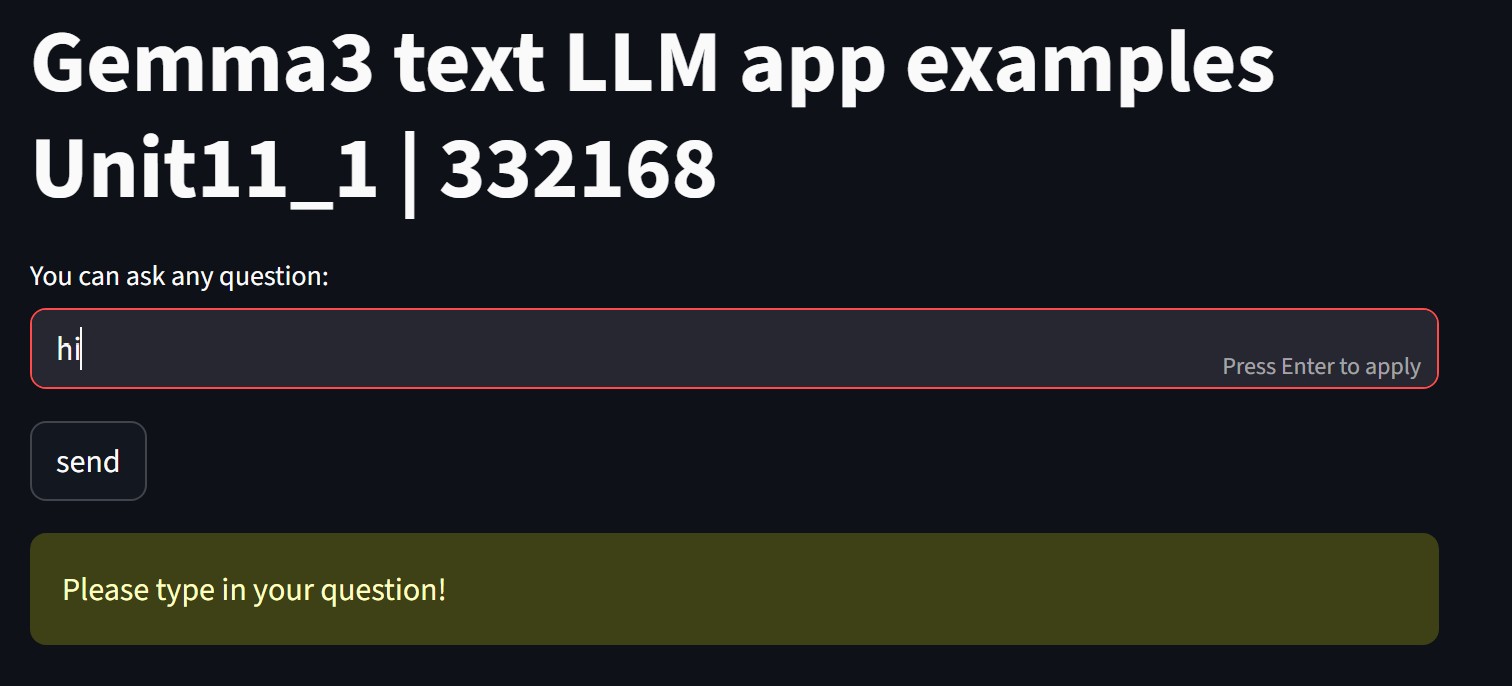 Gemma3 text LLM app examples
Unit11_1 | 332168
You can ask any question:
hi
Press Enter to apply
send
Please type in your question!